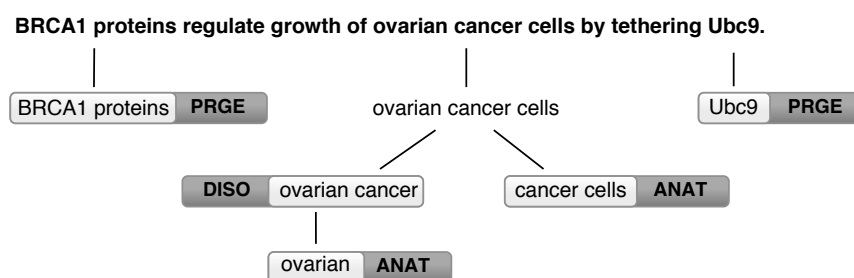 BRCA1 proteins regulate growth of ovarian cancer cells by tethering Ubc9.
BRCA1 proteins PRGE ovarian cancer cells Ubc9 PRGE
DISO ovarian cancer cancer cells ANAT
ovarian ANAT